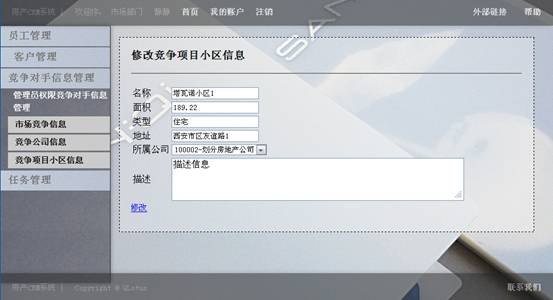 房产CRM系统 | 欢迎你, 市场部门 静静 首页 我的账户 注销 外部链接 帮助
员工管理
客户管理
竞争对手信息管理
管理员权限竞争对手信息
管理
市场竞争信息
竞争公司信息
竞争项目小区信息
任务管理
修改竞争项目小区信息
名称 塔瓦诺小区1
面积 189.22
类型 住宅
地址 西安市区友谊路1
所属公司 100002-划分房地产公司
描述 描述信息
修改
房产CRM系统 | Copyright @ 联系我们